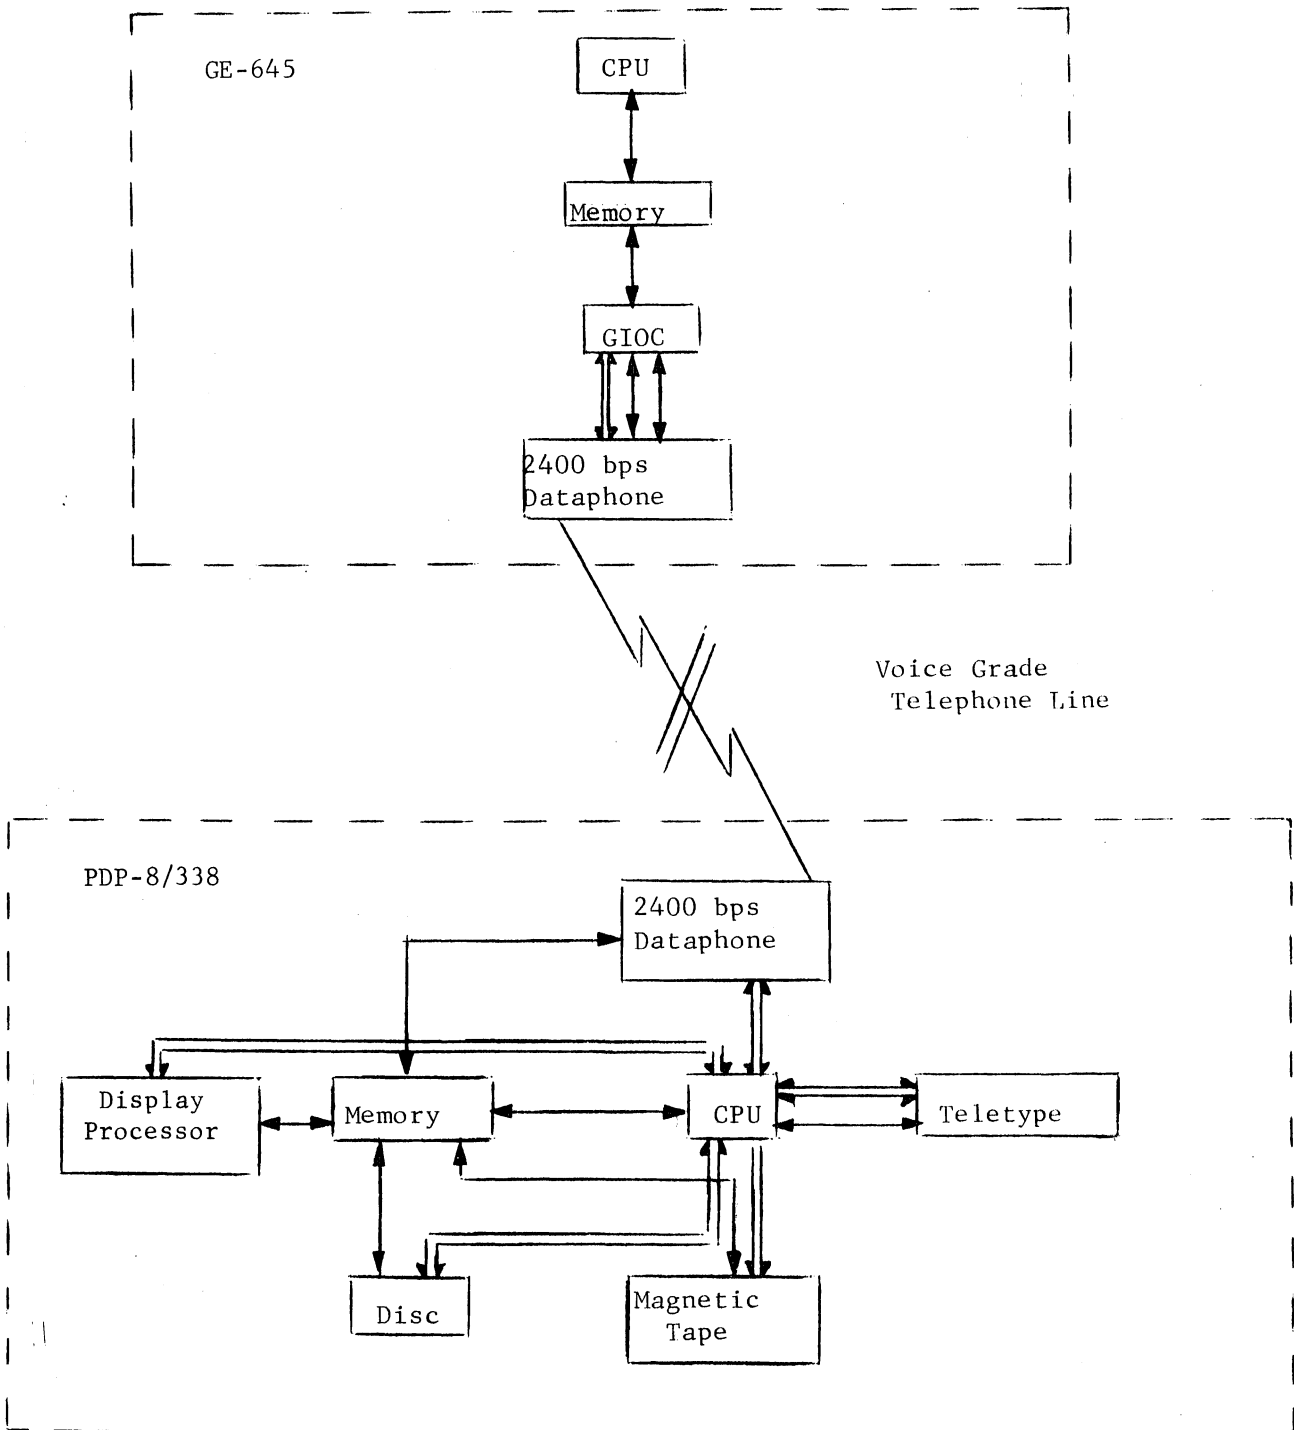 GE-645
CPU
Memory
GIOC
2400 bps
Dataphone
Voice Grade
Telephone Line
PDP-8/338
2400 bps
Dataphone
Display
Processor
Memory
CPU
Teletype
Disc
Magnetic
Tape